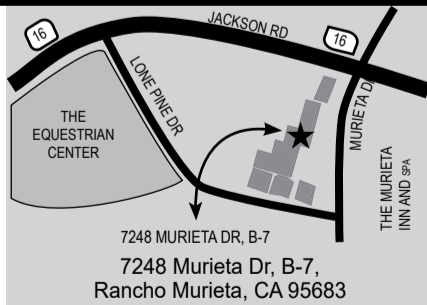 JACKSON RD
16
16
LONE PINE DR
MURIETA D
THE
EQUESTRIAN
CENTER
THE MURIETA
INN AND SPA
7248 MURIETA DR, B-7
7248 Murieta Dr, B-7,
Rancho Murieta, CA 95683